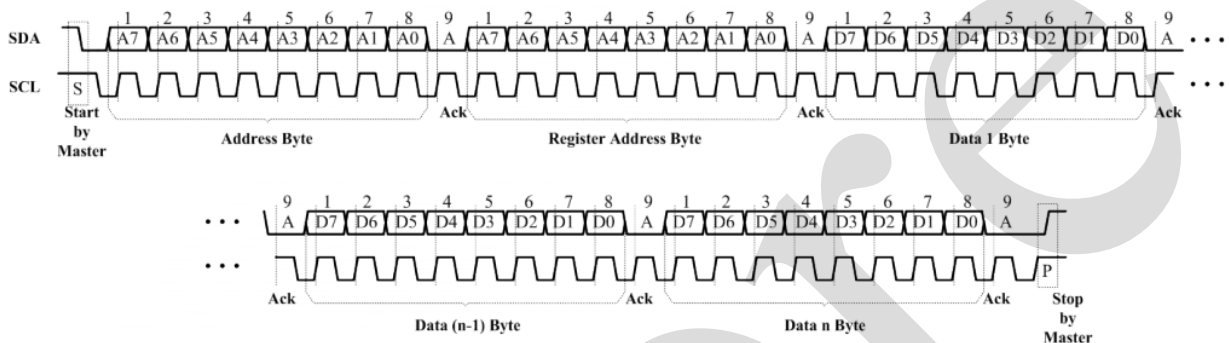 1 2 3 4 5 6 7 8 9 1 2 3 4 5 6 7 8 9 1 2 3 4 5 6 7 8 9
SDA A7 A6 A5 A4 A3 A2 A1 A0 A A7 A6 A5 A4 A3 A2 A1 A0 A D7 D6 D5 D4 D3 D2 D1 D0 A • • •
SCL S • • •
Start by Master
Ack Ack Ack
Address Byte Register Address Byte Data 1 Byte
9 1 2 3 4 5 6 7 8 9 1 2 3 4 5 6 7 8 9
• • • A D7 D6 D5 D4 D3 D2 D1 D0 A D7 D6 D5 D4 D3 D2 D1 D0 A
• • • P
Ack Ack Ack
Data (n-1) Byte Data n Byte
Stop
by
Master